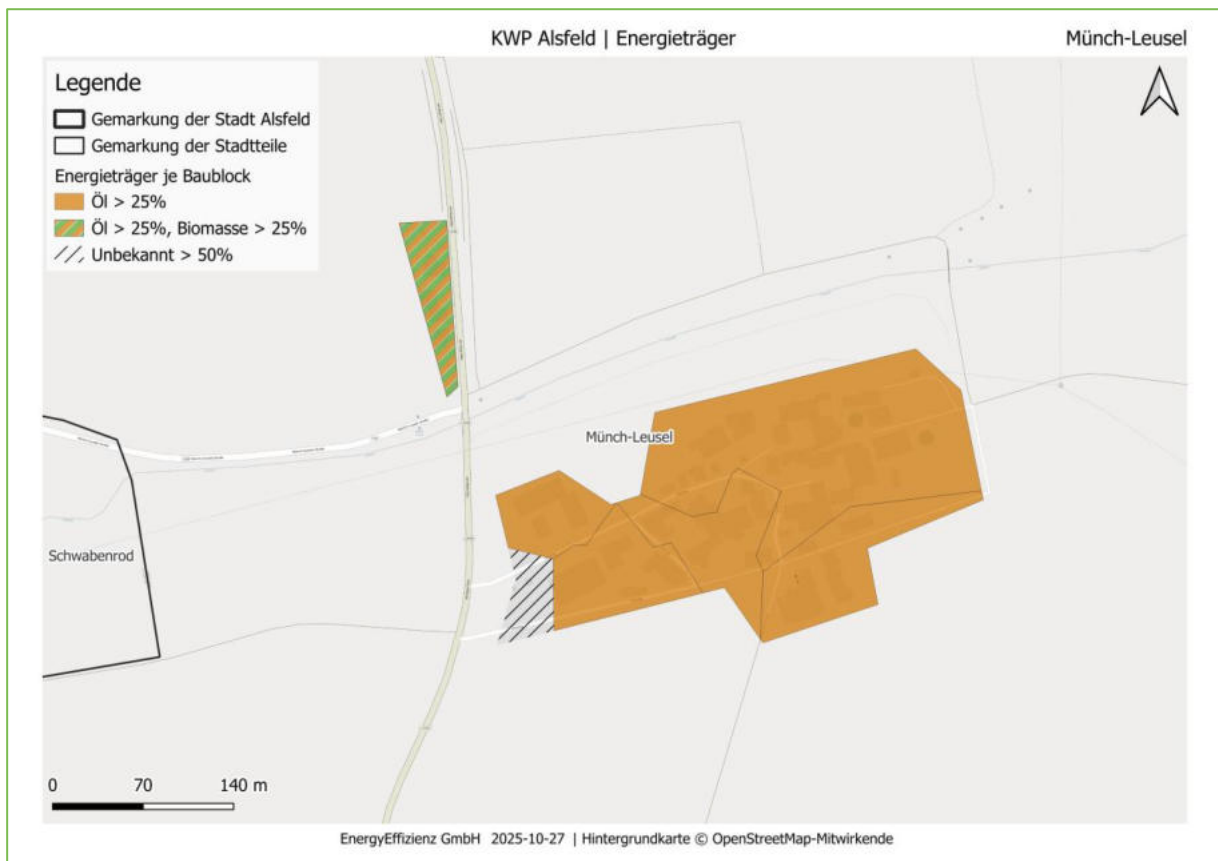 KWP Alsfeld | Energieträger
Münch-Leusel
Legende
Gemarkung der Stadt Alsfeld
Gemarkung der Stadtteile
Energieträger je Baublock
Öl > 25%
Öl > 25%, Biomasse > 25%
Unbekannt > 50%
Münch-Leusel
Schwabenrod
0 70 140 m
EnergyEffizienz GmbH 2025-10-27 | Hintergrundkarte © OpenStreetMap-Mitwirkende